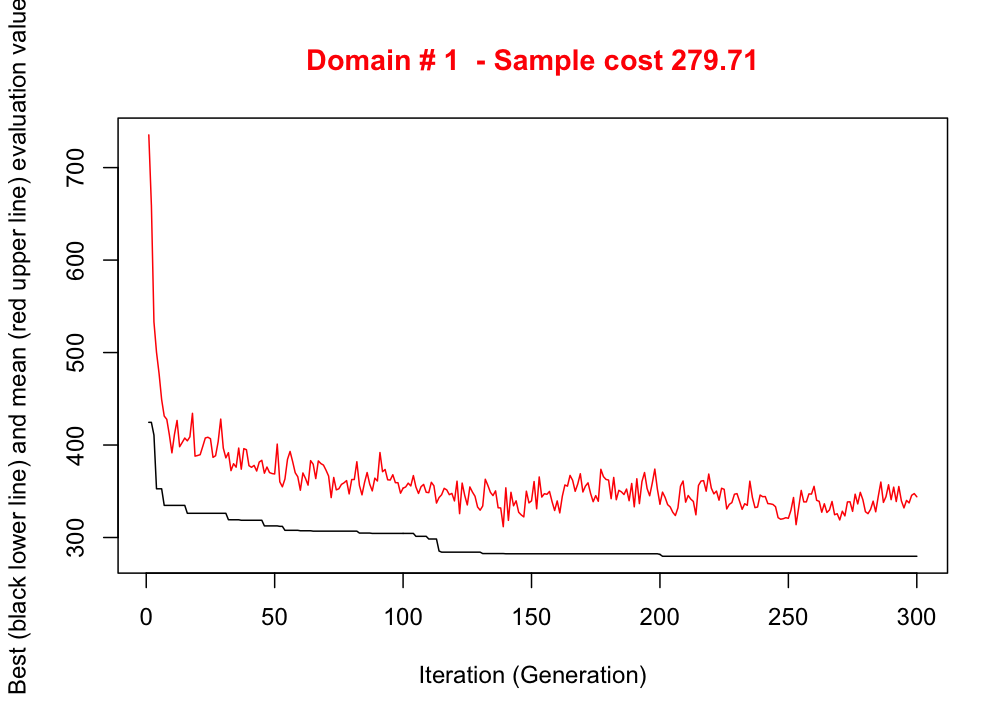 Domain # 1  - Sample cost 279.71
Best (black lower line) and mean (red upper line) evaluation value
700
600
500
400
300
0 50 100 150 200 250 300
Iteration (Generation)